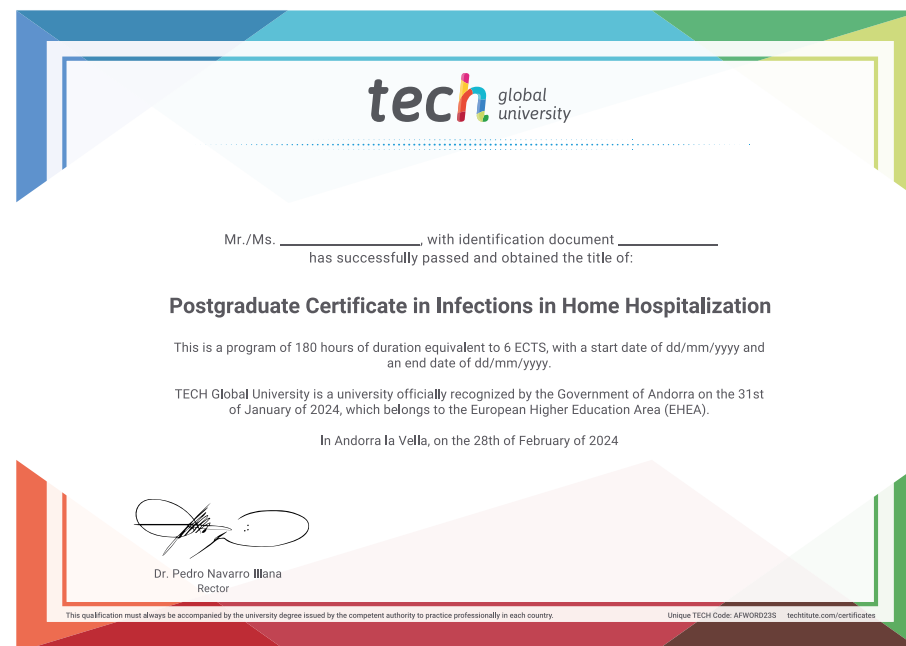 tech global
university
Mr./Ms. ____________, with identification document ____________
has successfully passed and obtained the title of:
Postgraduate Certificate in Infections in Home Hospitalization
This is a program of 180 hours of duration equivalent to 6 ECTS, with a start date of dd/mm/yyyy and
an end date of dd/mm/yyyy.
TECH Global University is a university officially recognized by the Government of Andorra on the 31st
of January of 2024, which belongs to the European Higher Education Area (EHEA).
In Andorra la Vella, on the 28th of February of 2024
Dr. Pedro Navarro Illana
Rector
This qualification must always be accompanied by the university degree issued by the competent authority to practice professionally in each country. Unique TECH Code: AFWORD23S techtitute.com/certificates